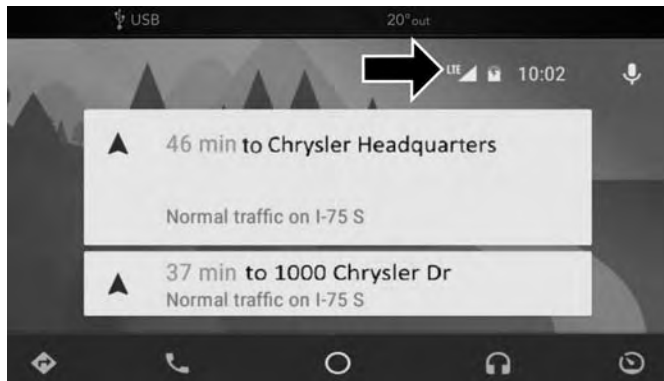 USB
20°out
LTE
10:02
46 min to Chrysler Headquarters
Normal traffic on I-75 S
37 min to 1000 Chrysler Dr
Normal traffic on I-75 S